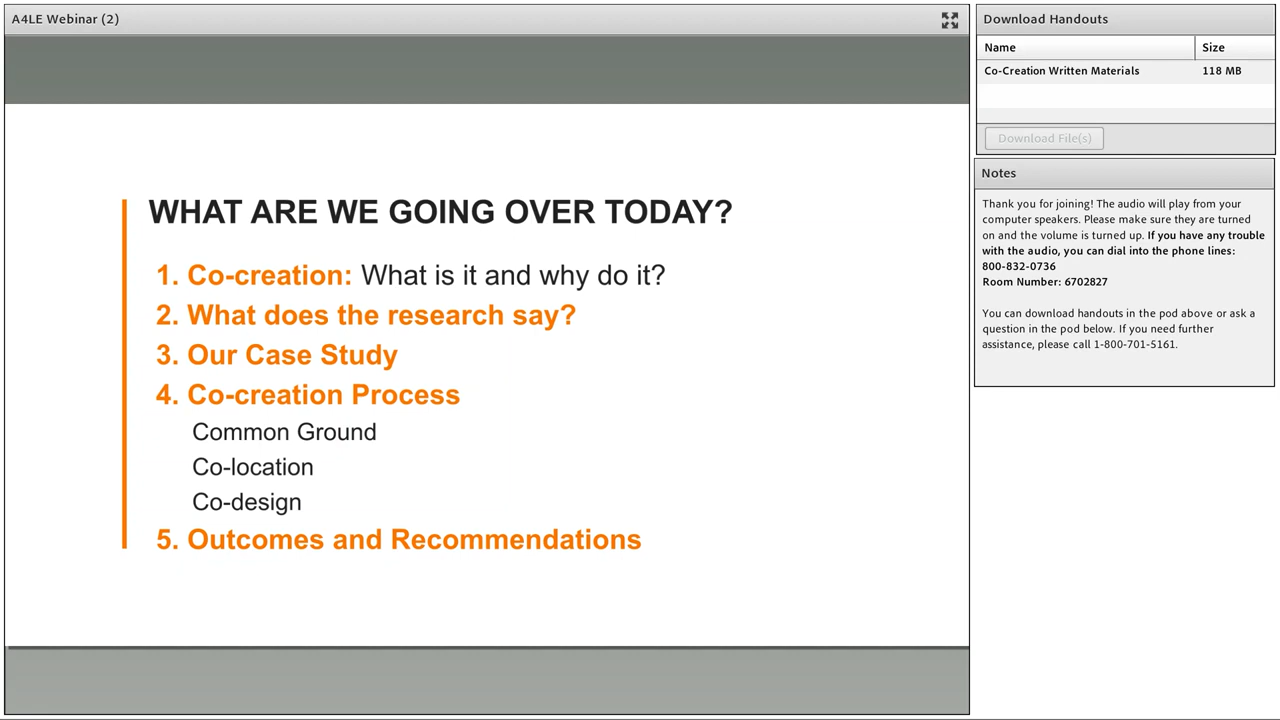 A4LE Webinar (2)
WHAT ARE WE GOING OVER TODAY?
1. Co-creation: What is it and why do it?
2. What does the research say?
3. Our Case Study
4. Co-creation Process
Common Ground
Co-location
Co-design
5. Outcomes and Recommendations
Download Handouts
Name Size
Co-Creation Written Materials 118 MB
Download File(s)
Notes
Thank you for joining! The audio will play from your
computer speakers. Please make sure they are turned
on and the volume is turned up. If you have any trouble
with the audio, you can dial into the phone lines:
800-832-0736
Room Number: 6702827
You can download handouts in the pod above or ask a
question in the pod below. If you need further
assistance, please call 1-800-701-5161.